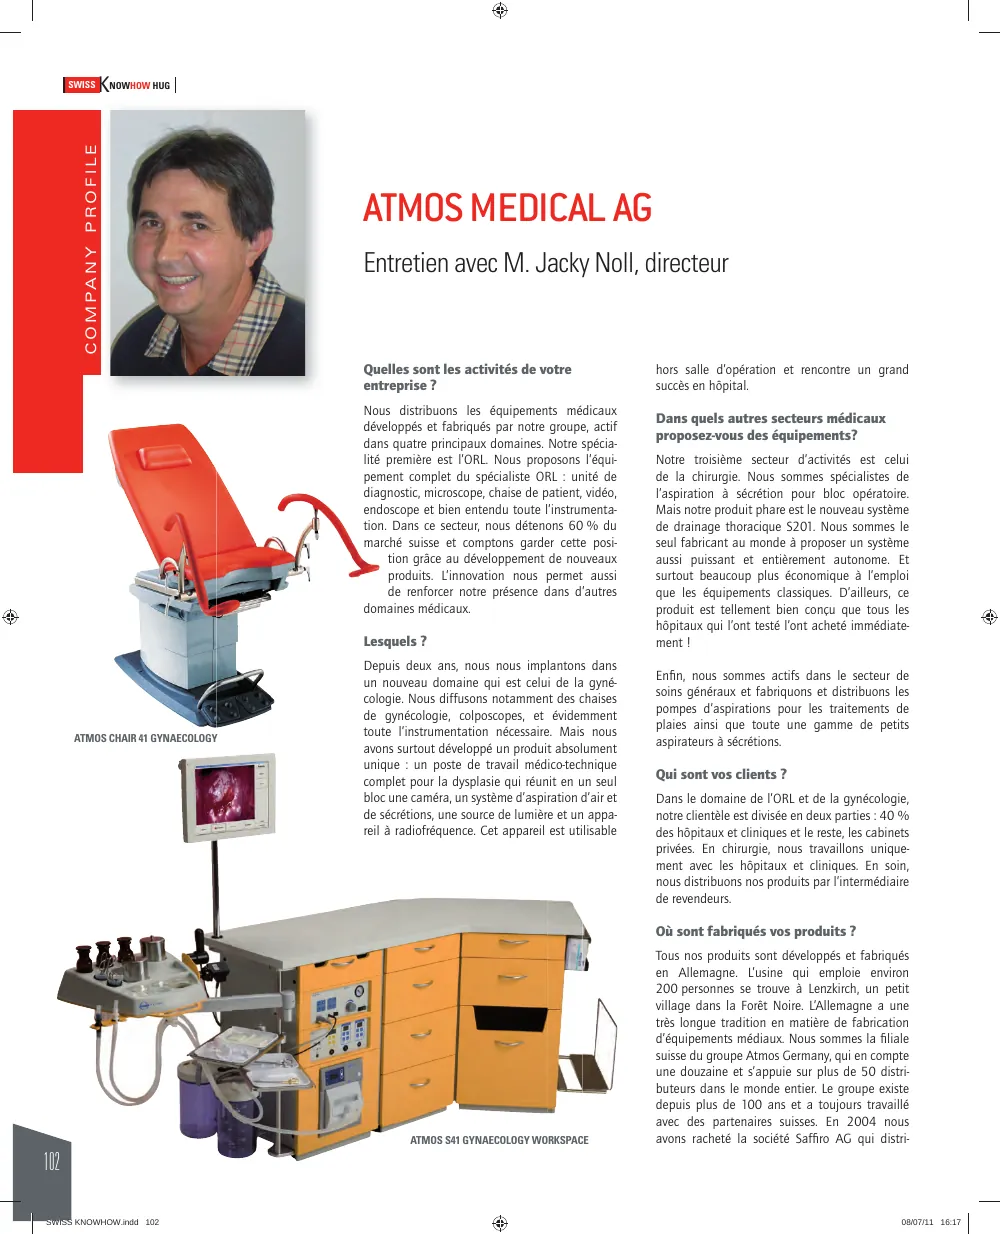 SWISS KNOWHOW HUG
COMPANY PROFILE
ATMOS MEDICAL AG
Entretien avec M. Jacky Noll, directeur
Quelles sont les activités de votre
entreprise ?
Nous distribuons les équipements médicaux
développés et fabriqués par notre groupe, actif
dans quatre principaux domaines. Notre spécia-
lité première est l'ORL. Nous proposons l'équi-
pement complet du spécialiste ORL : unité de
diagnostic, microscope, chaise de patient, vidéo,
endoscope et bien entendu toute l'instrumenta-
tion. Dans ce secteur, nous détenons 60 % du
marché suisse et comptons garder cette posi-
tion grâce au développement de nouveaux
produits. L'innovation nous permet aussi
de renforcer notre présence dans d'autres
domaines médicaux.
Lesquels ?
Depuis deux ans, nous nous implantons dans
un nouveau domaine qui est celui de la gyné-
cologie. Nous diffusons notamment des chaises
de gynécologie, colposcopes, et évidemment
toute l'instrumentation nécessaire. Mais nous
avons surtout développé un produit absolument
unique : un poste de travail médico-technique
complet pour la dysplasie qui réunit en un seul
bloc une caméra, un système d'aspiration d'air et
de sécrétions, une source de lumière et un appa-
reil à radiofréquence. Cet appareil est utilisable
hors salle d'opération et rencontre un grand
succès en hôpital.
Dans quels autres secteurs médicaux
proposez-vous des équipements?
Notre troisième secteur d'activités est celui
de la chirurgie. Nous sommes spécialistes de
l'aspiration à sécrétion pour bloc opératoire.
Mais notre produit phare est le nouveau système
de drainage thoracique S201. Nous sommes le
seul fabricant au monde à proposer un système
aussi puissant et entièrement autonome. Et
surtout beaucoup plus économique à l'emploi
que les équipements classiques. D'ailleurs, ce
produit est tellement bien conçu que tous les
hôpitaux qui l'ont testé l'ont acheté immédiate-
ment !
Enfin, nous sommes actifs dans le secteur de
soins généraux et fabriquons et distribuons les
pompes d'aspirations pour les traitements de
plaies ainsi que toute une gamme de petits
aspirateurs à sécrétions.
Qui sont vos clients ?
Dans le domaine de l'ORL et de la gynécologie,
notre clientèle est divisée en deux parties : 40 %
des hôpitaux et cliniques et le reste, les cabinets
privées. En chirurgie, nous travaillons unique-
ment avec les hôpitaux et cliniques. En soin,
nous distribuons nos produits par l'intermédiaire
de revendeurs.
Où sont fabriqués vos produits ?
Tous nos produits sont développés et fabriqués
en Allemagne. L'usine qui emploie environ
200 personnes se trouve à Lenzkirch, un petit
village dans la Forêt Noire. L'Allemagne a une
très longue tradition en matière de fabrication
d'équipements médiaux. Nous sommes la filiale
suisse du groupe Atmos Germany, qui en compte
une douzaine et s'appuie sur plus de 50 distri-
buteurs dans le monde entier. Le groupe existe
depuis plus de 100 ans et a toujours travaillé
avec des partenaires suisses. En 2004 nous
avons racheté la société Saffiro AG qui distri-
ATMOS CHAIR 41 GYNAECOLOGY
ATMOS S41 GYNAECOLOGY WORKSPACE
102
SWISS KNOWHOW.indd 102
08/07/11 16:17